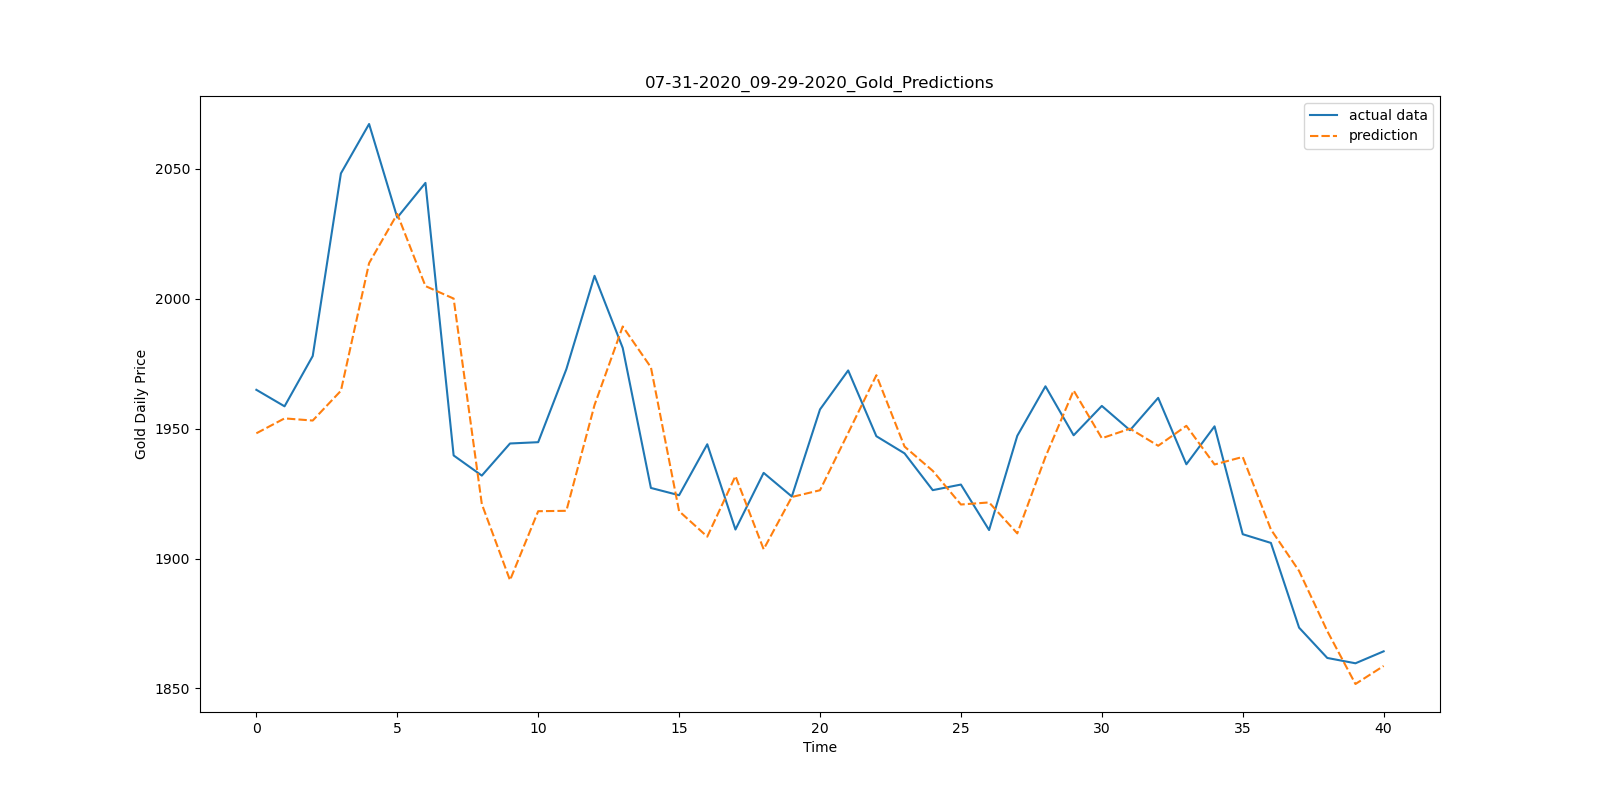 07-31-2020_09-29-2020_Gold_Predictions
actual data
prediction
2050
2000
1950
1900
1850
Gold Daily Price
0 5 10 15 20 25 30 35 40
Time